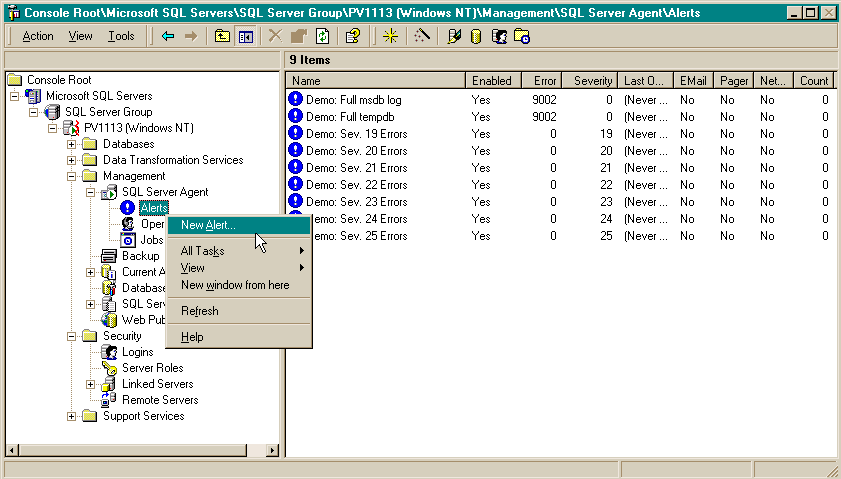 Console Root\Microsoft SQL Servers\SQL Server Group\PV1113 (Windows NT)\Management\SQL Server Agent\Alerts
Action View Tools
9 Items
Console Root
Microsoft SQL Servers
SQL Server Group
PV1113 (Windows NT)
Databases
Data Transformation Services
Management
SQL Server Agent
Alerts
Oper
Jobs
Backup
Current A
Database
SQL Serv
Web Pub
Security
Logins
Server Roles
Linked Servers
Remote Servers
Support Services
New Alert...
All Tasks
View
New window from here
Refresh
Help
Name Enabled Error Severity Last O... EMail Pager Net... Count
Demo: Full msdb log Yes 9002 0 (Never ... No No No 0
Demo: Full tempdb Yes 9002 0 (Never ... No No No 0
Demo: Sev. 19 Errors Yes 0 19 (Never ... No No No 0
Demo: Sev. 20 Errors Yes 0 20 (Never ... No No No 0
Demo: Sev. 21 Errors Yes 0 21 (Never ... No No No 0
Demo: Sev. 22 Errors Yes 0 22 (Never ... No No No 0
Demo: Sev. 23 Errors Yes 0 23 (Never ... No No No 0
Demo: Sev. 24 Errors Yes 0 24 (Never ... No No No 0
Demo: Sev. 25 Errors Yes 0 25 (Never ... No No No 0